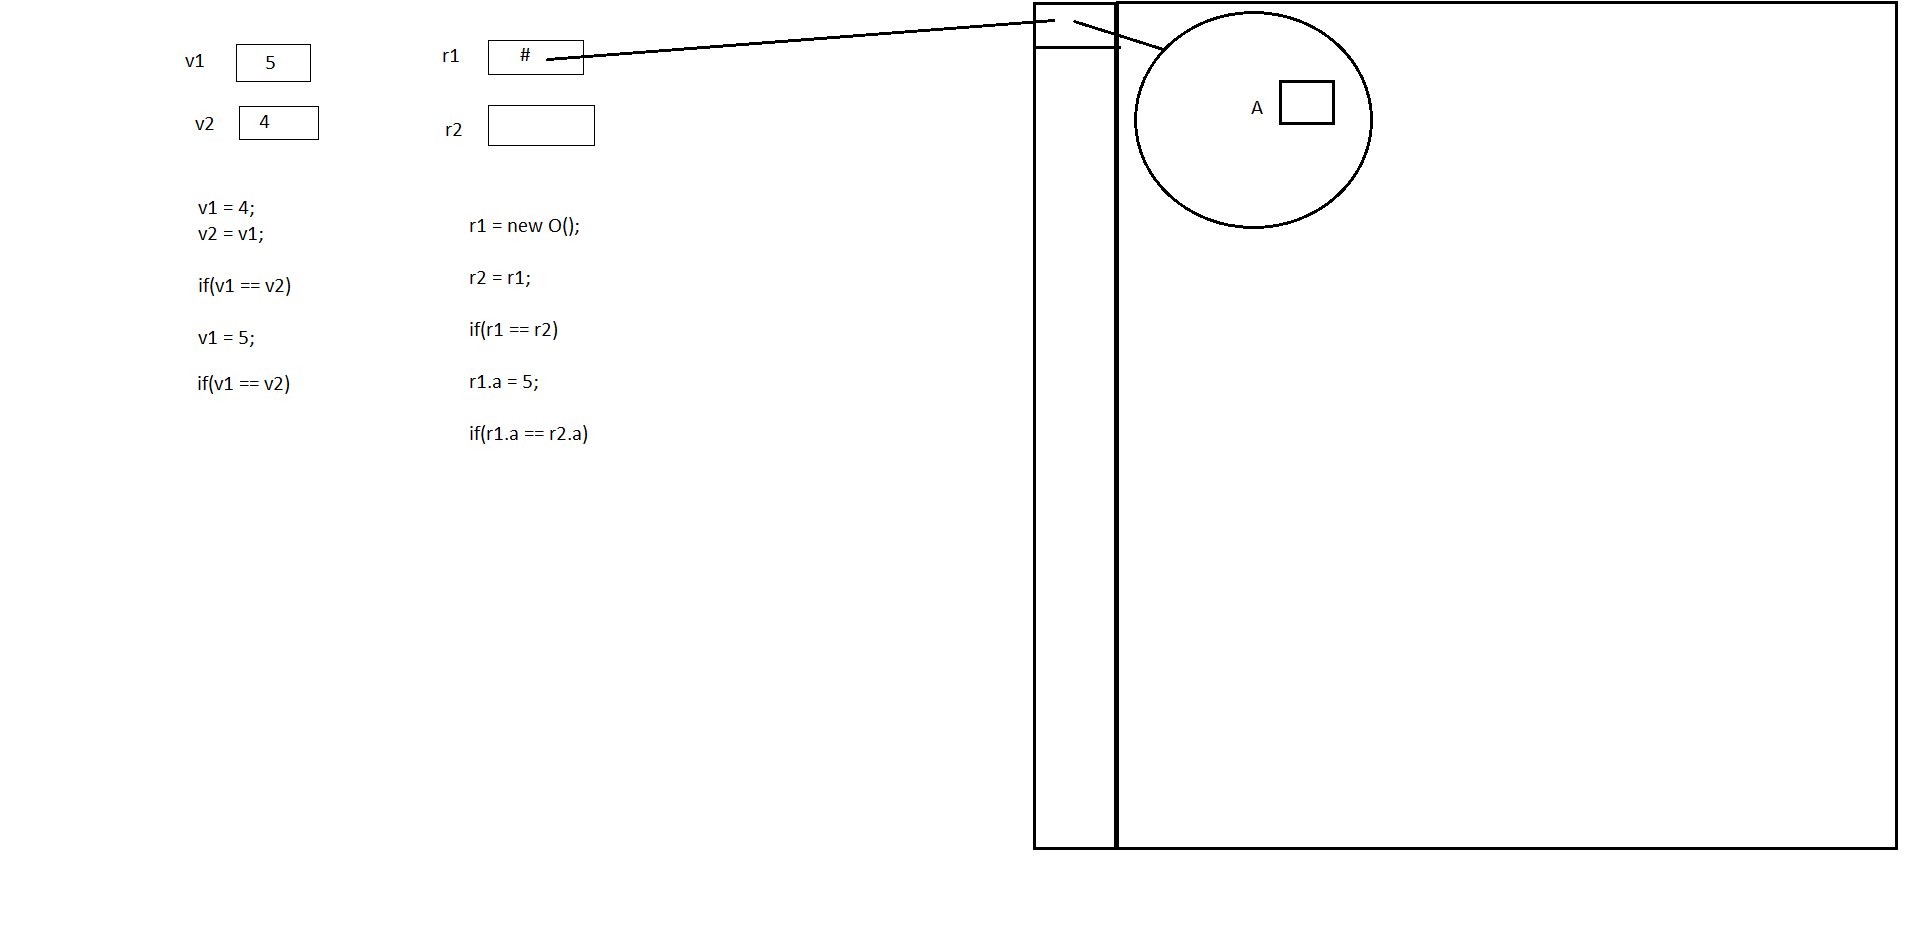 v1 5
v2 4
r1 #
r2
A
v1 = 4;
v2 = v1;
if(v1 == v2)
v1 = 5;
if(v1 == v2)
r1 = new O();
r2 = r1;
if(r1 == r2)
r1.a = 5;
if(r1.a == r2.a)